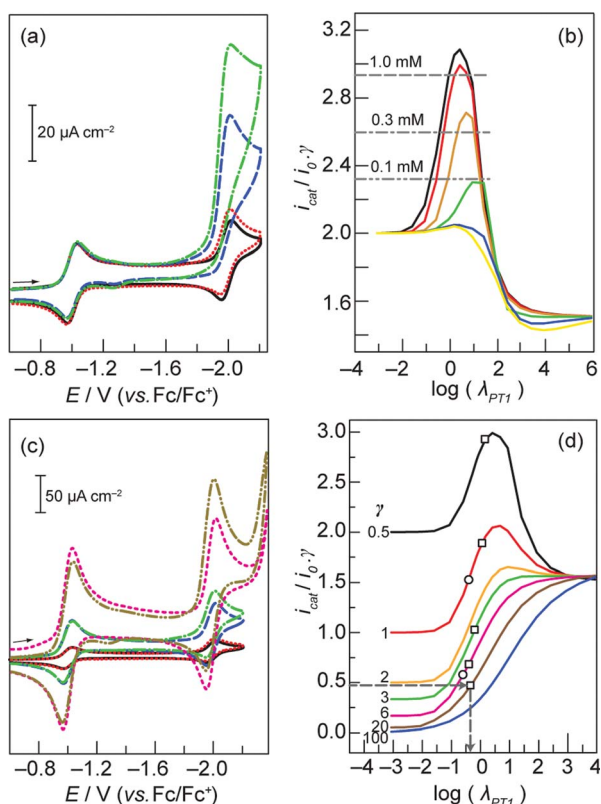 (a)
20 µA cm⁻²
−0.8 −1.2 −1.6 −2.0
E / V (vs. Fc/Fc⁺)
(b)
i_cat / i_0·γ
3.4
3.0
2.6
2.2
1.8
1.4
1.0 mM
0.3 mM
0.1 mM
−4 −2 0 2 4 6
log ( λ_PT1 )
(c)
50 µA cm⁻²
−0.8 −1.2 −1.6 −2.0
E / V (vs. Fc/Fc⁺)
(d)
i_cat / i_0·γ
3.0
2.5
2.0
1.5
1.0
0.5
0.0
γ
0.5
1
2
3
6
20
100
−4 −3 −2 −1 0 1 2 3 4
log ( λ_PT1 )